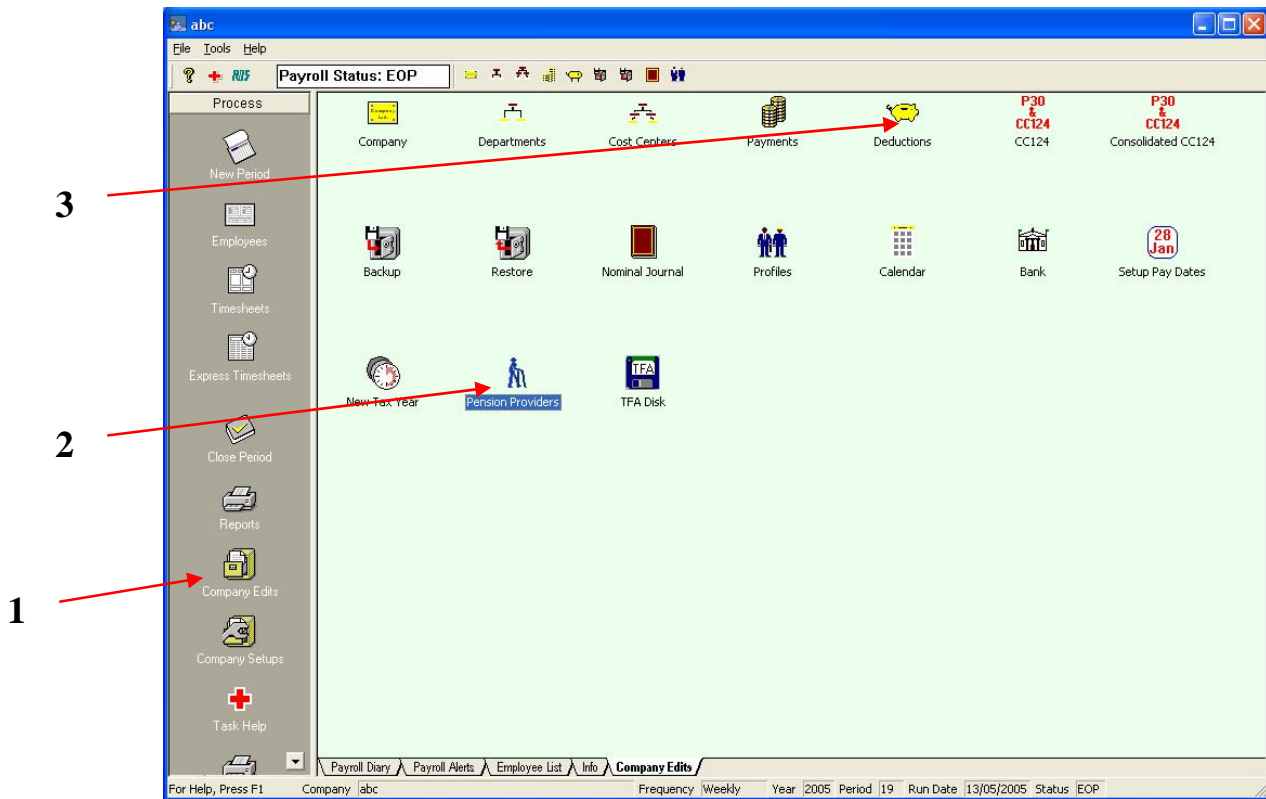 abc
File Tools Help
RUS Payroll Status: EOP
Process
New Period
Employees
Timesheets
Express Timesheets
Close Period
Reports
Company Edits
Company Setups
Task Help
Company
Departments
Cost Centers
Payments
Deductions
P30
&
CC124
CC124
P30
&
CC124
Consolidated CC124
Backup
Restore
Nominal Journal
Profiles
Calendar
Bank
28
Jan
Setup Pay Dates
New Tax Year
Pension Providers
TFA
TFA Disk
3
2
1
Payroll Diary Payroll Alerts Employee List Info Company Edits
For Help, Press F1 Company abc Frequency Weekly Year 2005 Period 19 Run Date 13/05/2005 Status EOP